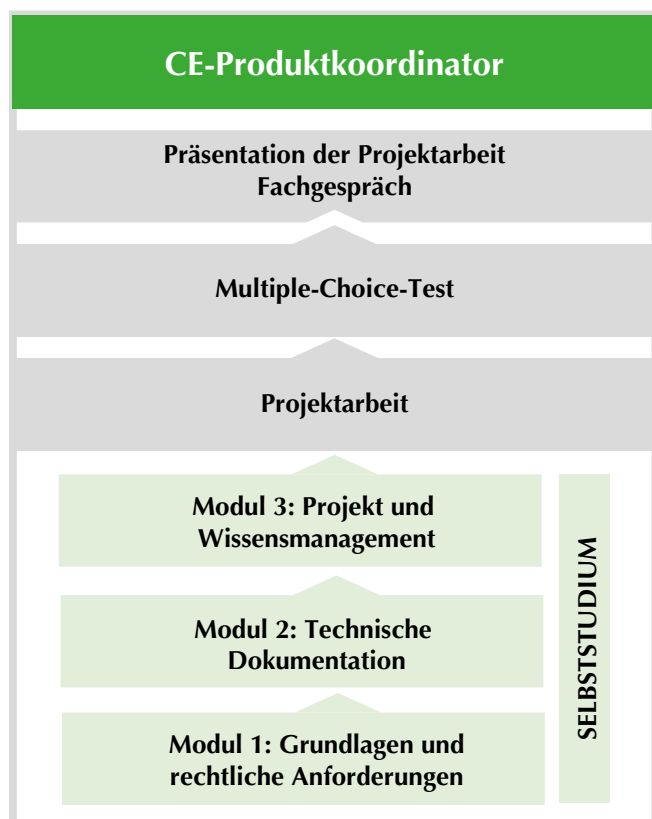 CE-Produktkoordinator
Präsentation der Projektarbeit
Fachgespräch
Multiple-Choice-Test
Projektarbeit
Modul 3: Projekt und
Wissensmanagement
Modul 2: Technische
Dokumentation
Modul 1: Grundlagen und
rechtliche Anforderungen
SELBSTSTUDIUM